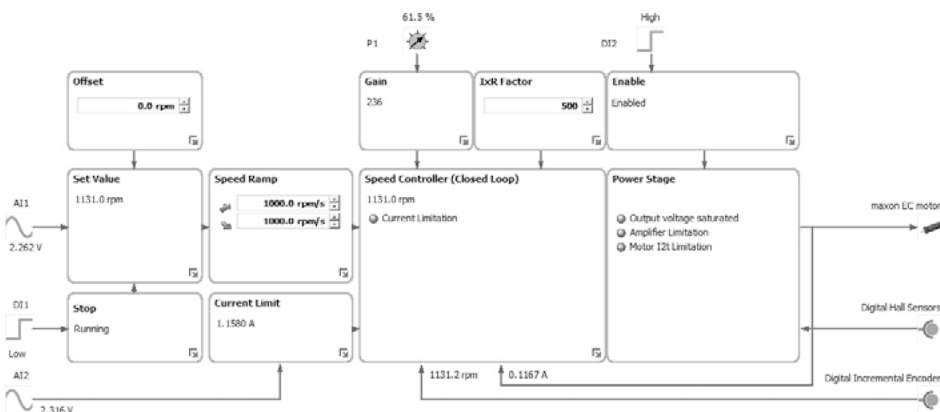 61.5 %
P1
High
DI2
Offset
0.0 rpm
Gain
236
IxR Factor
500
Enable
Enabled
AI1
2.262 V
Set Value
1131.0 rpm
Speed Ramp
1000.0 rpm/s
1000.0 rpm/s
Speed Controller (Closed Loop)
1131.0 rpm
Current Limitation
Power Stage
Output voltage saturated
Amplifier Limitation
Motor I2t Limitation
maxon EC motor
DI1
Low
Stop
Running
Current Limit
1.1580 A
Digital Hall Sensors
AI2
2.316 V
1131.2 rpm
0.1167 A
Digital Incremental Encoder